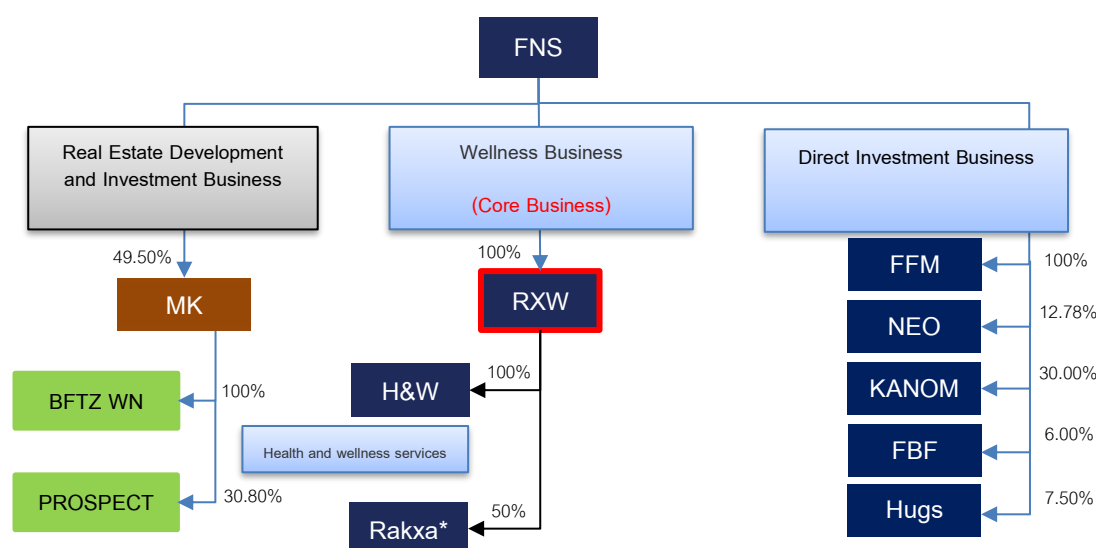 FNS
Real Estate Development
and Investment Business
Wellness Business
(Core Business)
Direct Investment Business
49.50%
MK
100%
BFTZ WN
30.80%
PROSPECT
100%
RXW
100%
H&W
Health and wellness services
50%
Rakxa*
FFM
100%
NEO
12.78%
KANOM
30.00%
FBF
6.00%
Hugs
7.50%